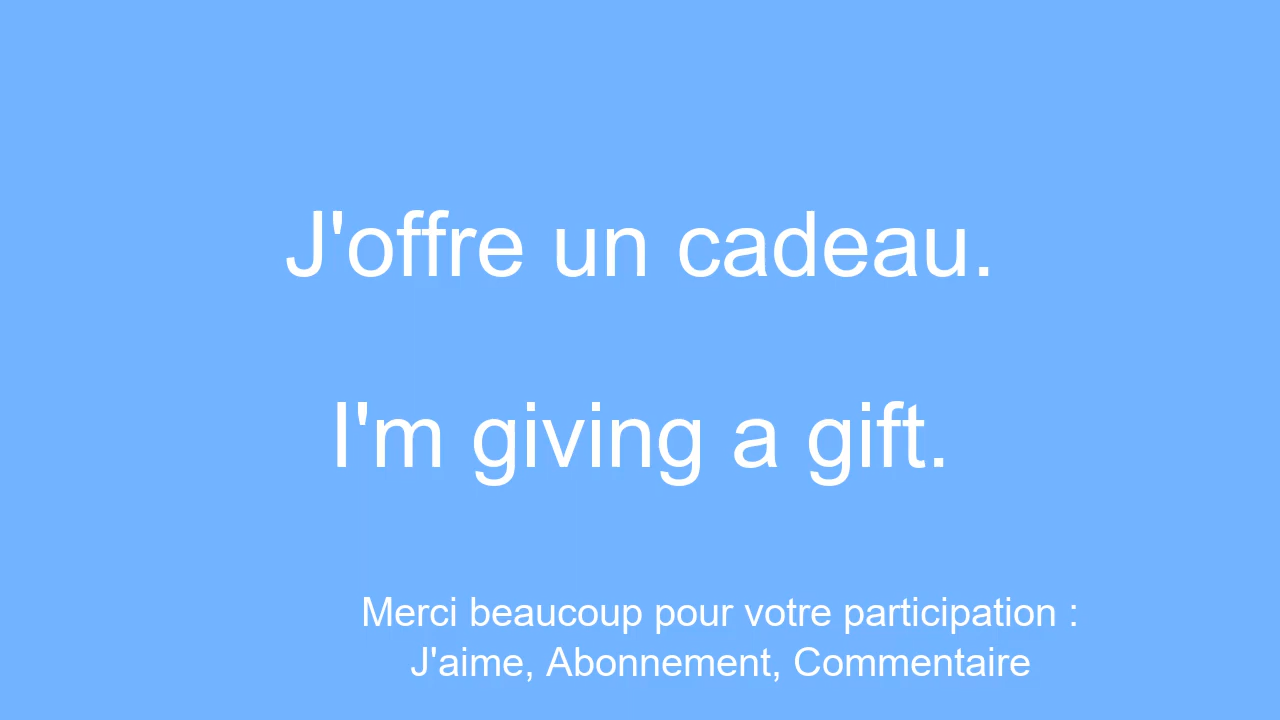 J'offre un cadeau.
I'm giving a gift.
Merci beaucoup pour votre participation :
J'aime, Abonnement, Commentaire